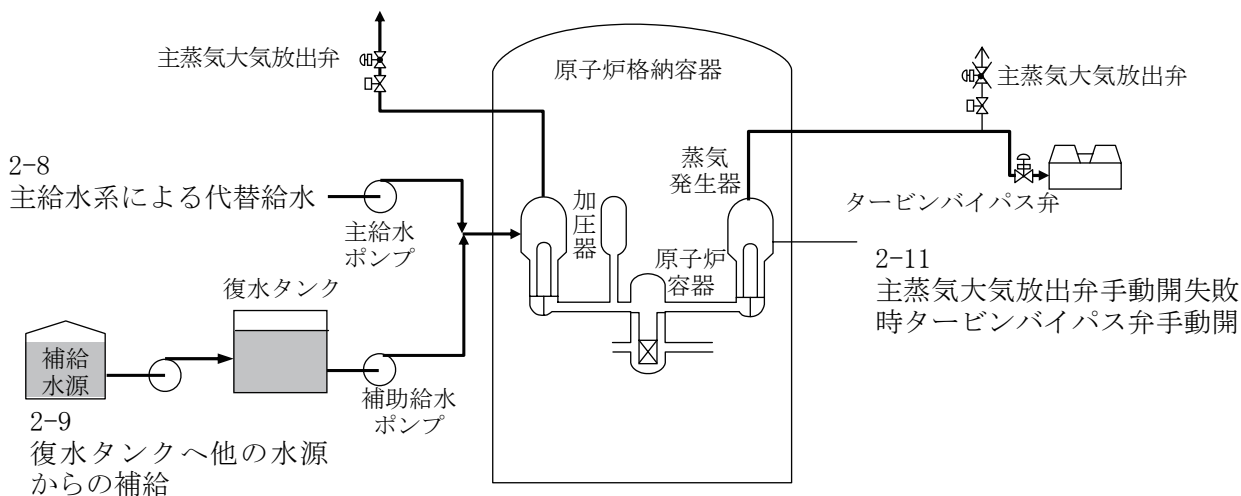 主蒸気大気放出弁
原子炉格納容器
主蒸気大気放出弁
2-8
主給水系による代替給水
主給水
ポンプ
加圧器
蒸気
発生器
タービンバイパス弁
原子炉
容器
2-11
主蒸気大気放出弁手動開失敗
時タービンバイパス弁手動開
復水タンク
補給
水源
補助給水
ポンプ
2-9
復水タンクへ他の水源
からの補給